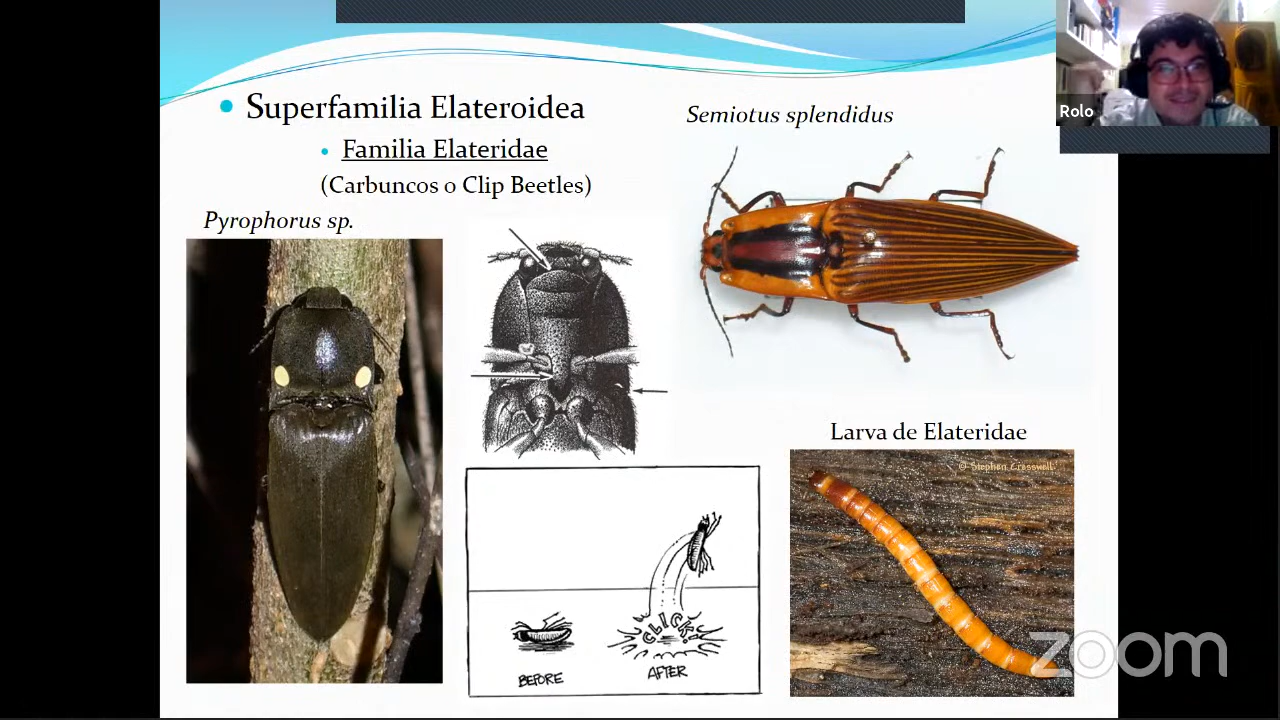 Superfamilia Elateroidea
Familia Elateridae
(Carbuncos o Clip Beetles)
Pyrophorus sp.
Semiotus splendidus
Rolo
CLICK!
BEFORE
AFTER
Larva de Elateridae
© Stephen Cresswell
zoom